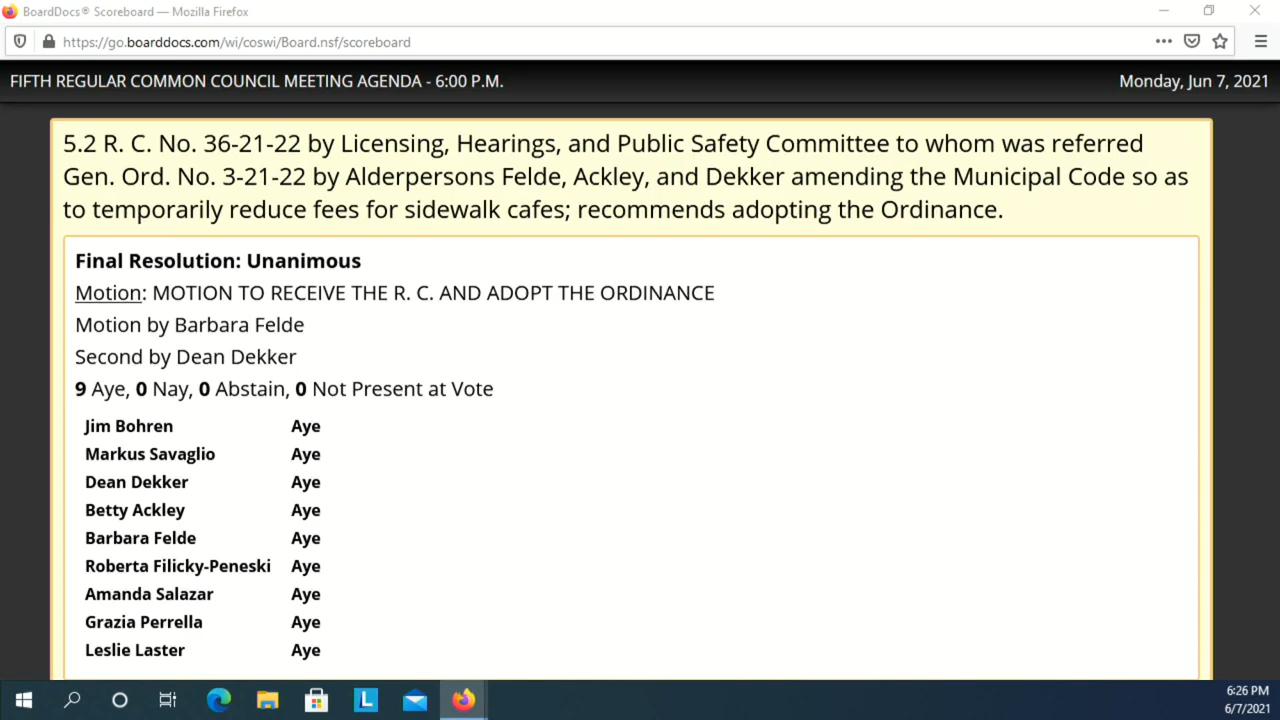 BoardDocs® Scoreboard — Mozilla Firefox
https://go.boarddocs.com/wi/coswi/Board.nsf/scoreboard
FIFTH REGULAR COMMON COUNCIL MEETING AGENDA - 6:00 P.M. Monday, Jun 7, 2021
5.2 R. C. No. 36-21-22 by Licensing, Hearings, and Public Safety Committee to whom was referred
Gen. Ord. No. 3-21-22 by Alderpersons Felde, Ackley, and Dekker amending the Municipal Code so as
to temporarily reduce fees for sidewalk cafes; recommends adopting the Ordinance.
Final Resolution: Unanimous
Motion: MOTION TO RECEIVE THE R. C. AND ADOPT THE ORDINANCE
Motion by Barbara Felde
Second by Dean Dekker
9 Aye, 0 Nay, 0 Abstain, 0 Not Present at Vote
Jim Bohren Aye
Markus Savaglio Aye
Dean Dekker Aye
Betty Ackley Aye
Barbara Felde Aye
Roberta Filicky-Peneski Aye
Amanda Salazar Aye
Grazia Perrella Aye
Leslie Laster Aye
L
6:26 PM
6/7/2021